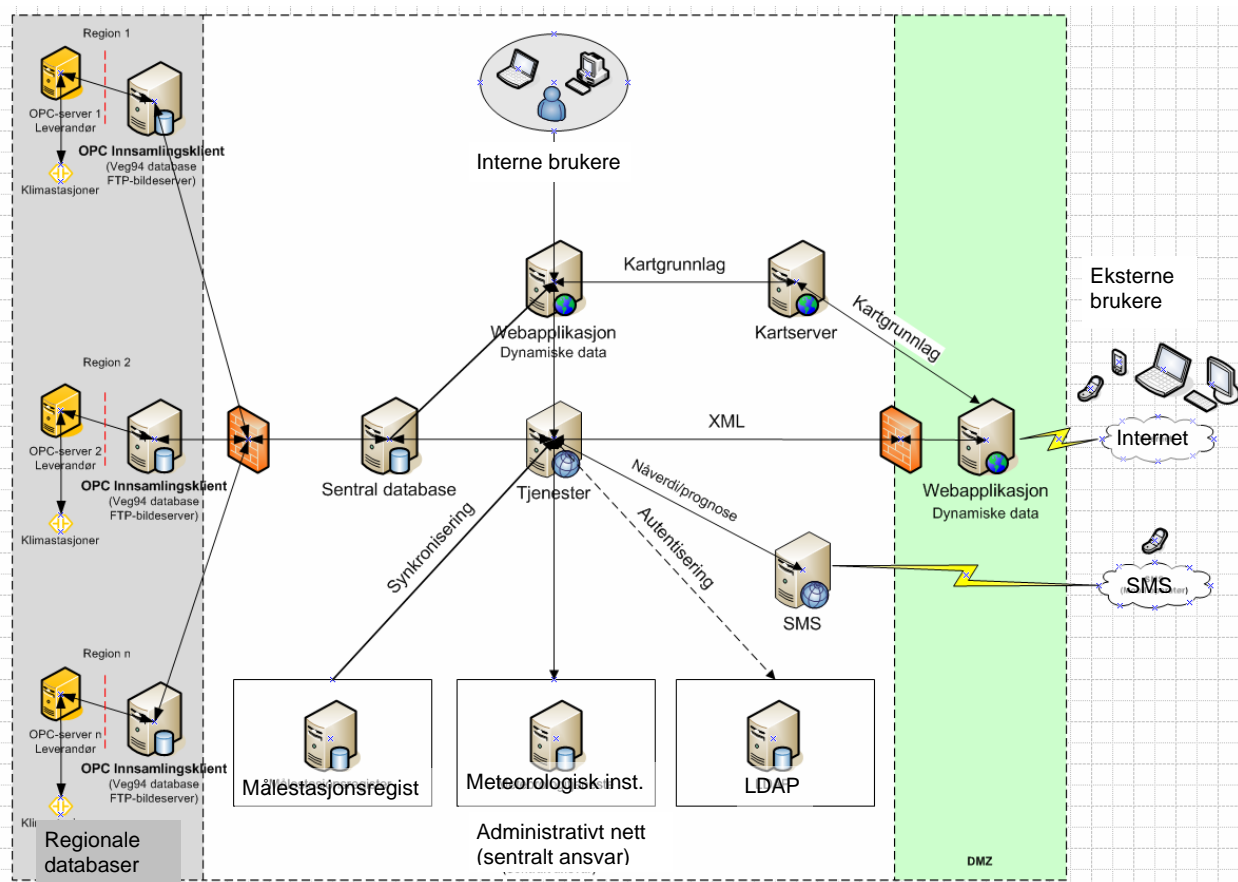 Region 1
OPC-server 1
Leverandør
OPC Innsamlingsklient
(Veg94 database
FTP-bildeserver)
Klimastasjoner
Region 2
OPC-server 2
Leverandør
OPC Innsamlingsklient
(Veg94 database
FTP-bildeserver)
Klimastasjoner
Region n
OPC-server n
Leverandør
OPC Innsamlingsklient
(Veg94 database
FTP-bildeserver)
Regionale
databaser
Interne brukere
Webapplikasjon
Dynamiske data
Kartgrunnlag
Kartserver
Kartgrunnlag
Sentral database
Tjenester
XML
Nåverdi/prognose
Autentisering
Synkronisering
SMS
Målestasjonsregist
Meteorologisk inst.
LDAP
Administrativt nett
(sentralt ansvar)
Webapplikasjon
Dynamiske data
DMZ
Eksterne
brukere
Internet
SMS